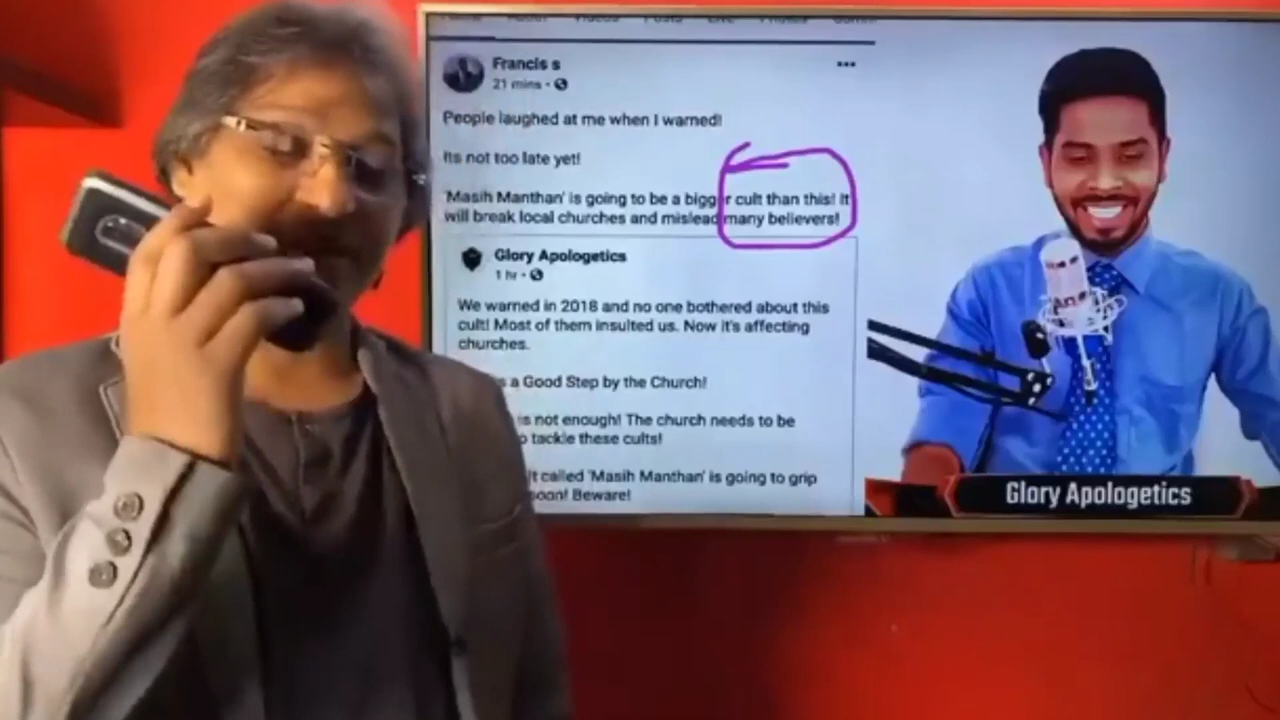 Francis s
21 mins
People laughed at me when I warned!
Its not too late yet!
'Masih Manthan' is going to be a bigger cult than this! It
will break local churches and mislead many believers!
Glory Apologetics
1 hr
We warned in 2018 and no one bothered about this
cult! Most of them insulted us. Now it's affecting
churches.
a Good Step by the Church!
is not enough! The church needs to be
tackle these cults!
called 'Masih Manthan' is going to grip
soon! Beware!
Glory Apologetics